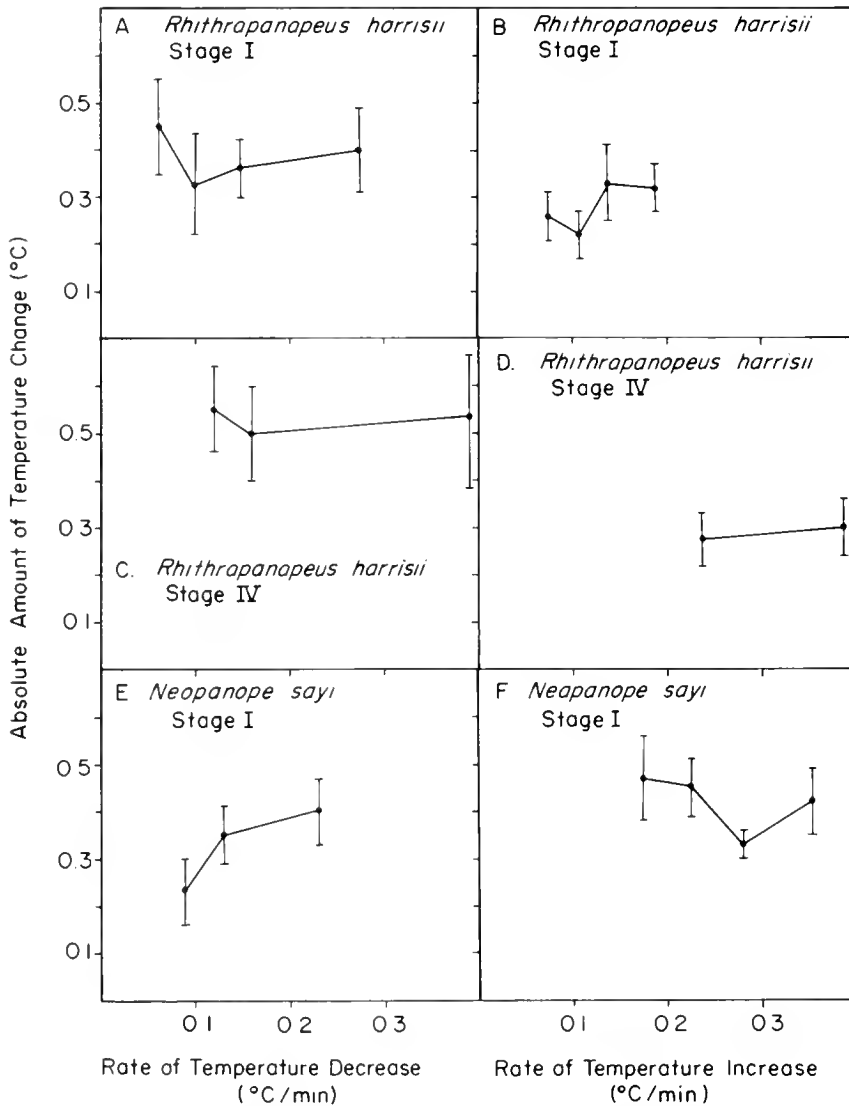 A Rhithropanopeus harrisii
Stage I
B Rhithropanopeus harrisii
Stage I
0.5
0.3
0.1
D. Rhithropanopeus harrisii
Stage IV
0.5
0.3
C. Rhithropanopeus harrisii
Stage IV
0.1
E Neopanope sayi
Stage I
F Neapanope sayi
Stage I
0.5
0.3
0.1
0.1 0.2 0.3
0.1 0.2 0.3
Absolute Amount of Temperature Change (°C)
Rate of Temperature Decrease
(°C/min)
Rate of Temperature Increase
(°C/min)